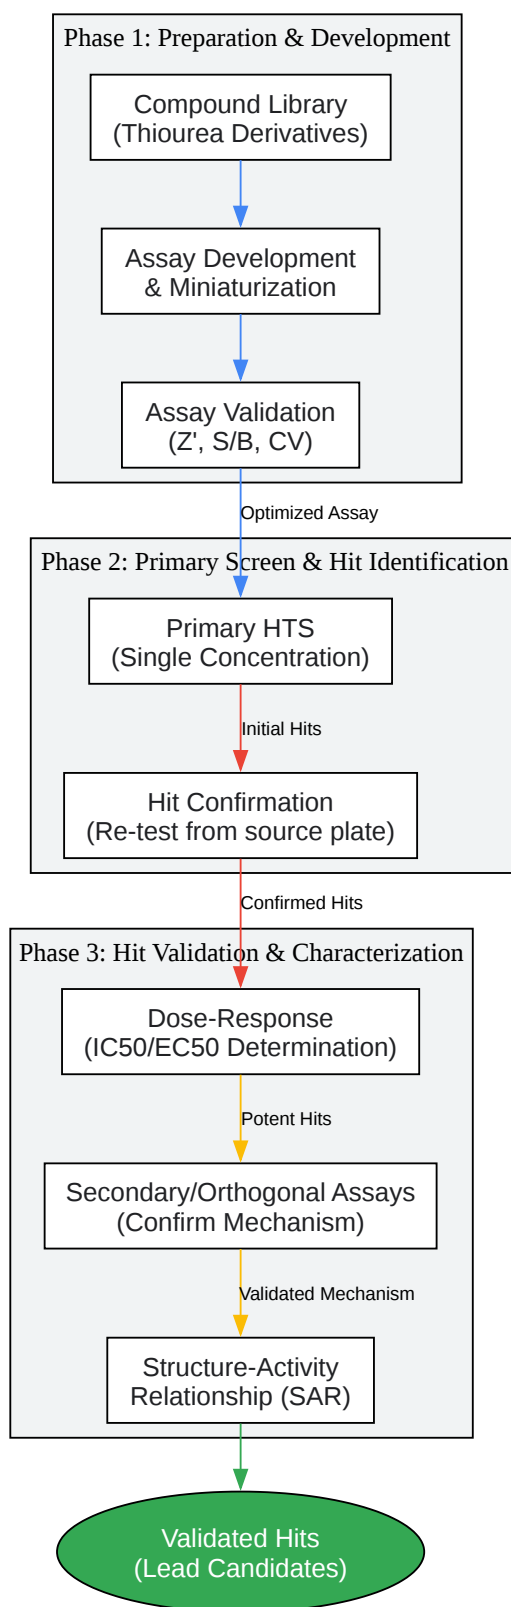 Phase 1: Preparation & Development
Compound Library
(Thiourea Derivatives)
Assay Development
& Miniaturization
Assay Validation
(Z', S/B, CV)
Optimized Assay
Phase 2: Primary Screen & Hit Identification
Primary HTS
(Single Concentration)
Initial Hits
Hit Confirmation
(Re-test from source plate)
Confirmed Hits
Phase 3: Hit Validation & Characterization
Dose-Response
(IC50/EC50 Determination)
Potent Hits
Secondary/Orthogonal Assays
(Confirm Mechanism)
Validated Mechanism
Structure-Activity
Relationship (SAR)
Validated Hits
(Lead Candidates)